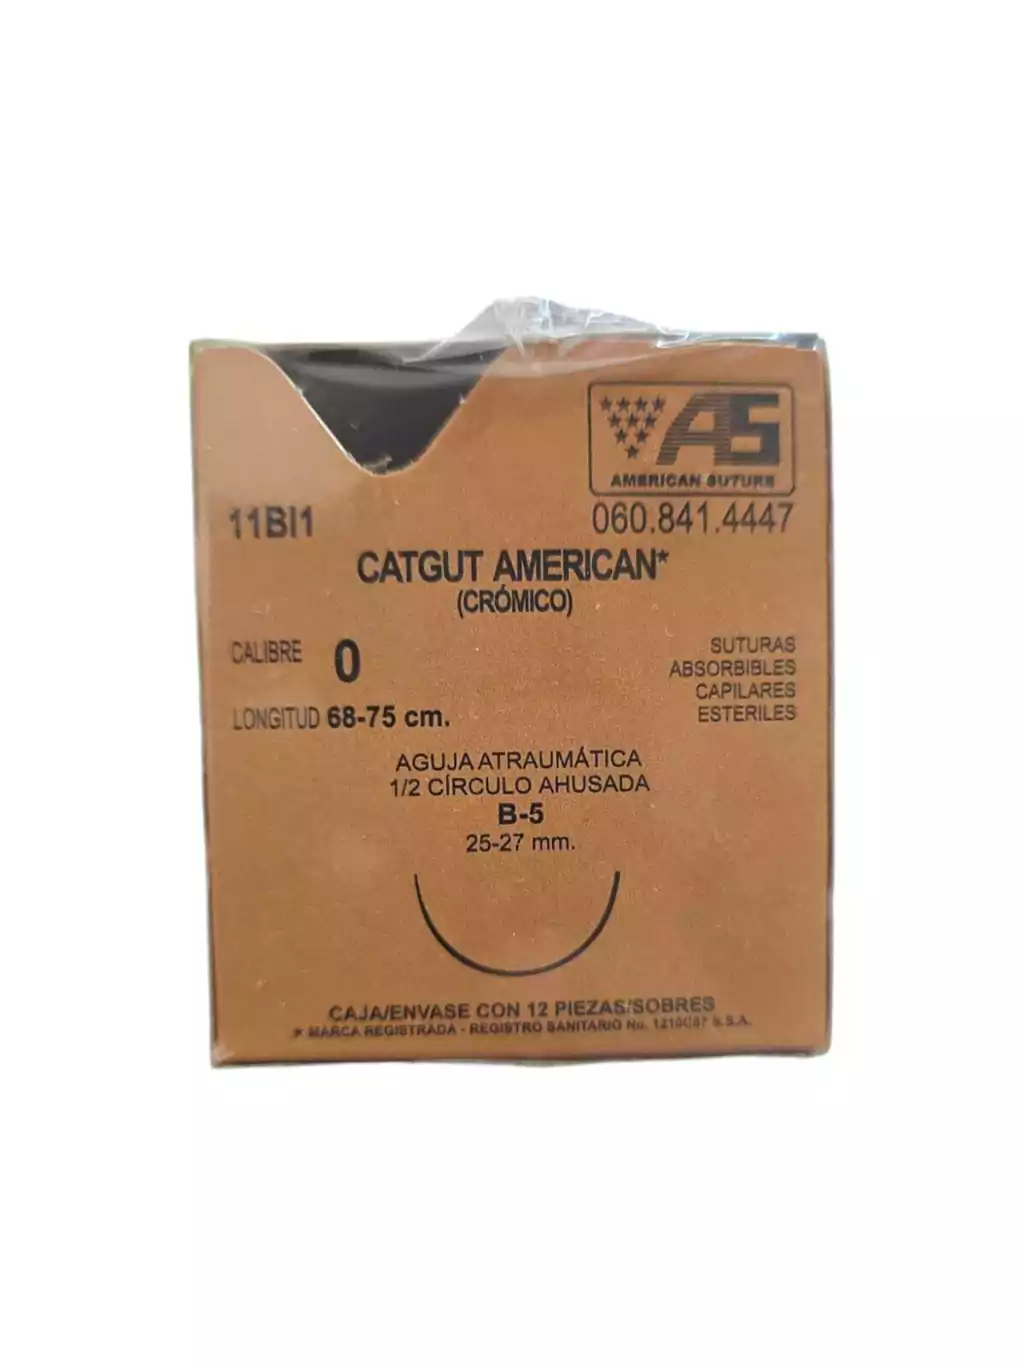 AS
AMERICAN SUTURE
11BI1
060.841.4447
CATGUT AMERICAN*
(CRÓMICO)
CALIBRE 0
SUTURAS
ABSORBIBLES
CAPILARES
ESTERILES
LONGITUD 68-75 cm.
AGUJA ATRAUMÁTICA
1/2 CÍRCULO AHUSADA
B-5
25-27 mm.
CAJA/ENVASE CON 12 PIEZAS/SOBRES
* MARCA REGISTRADA - REGISTRO SANITARIO No. S.S.A.